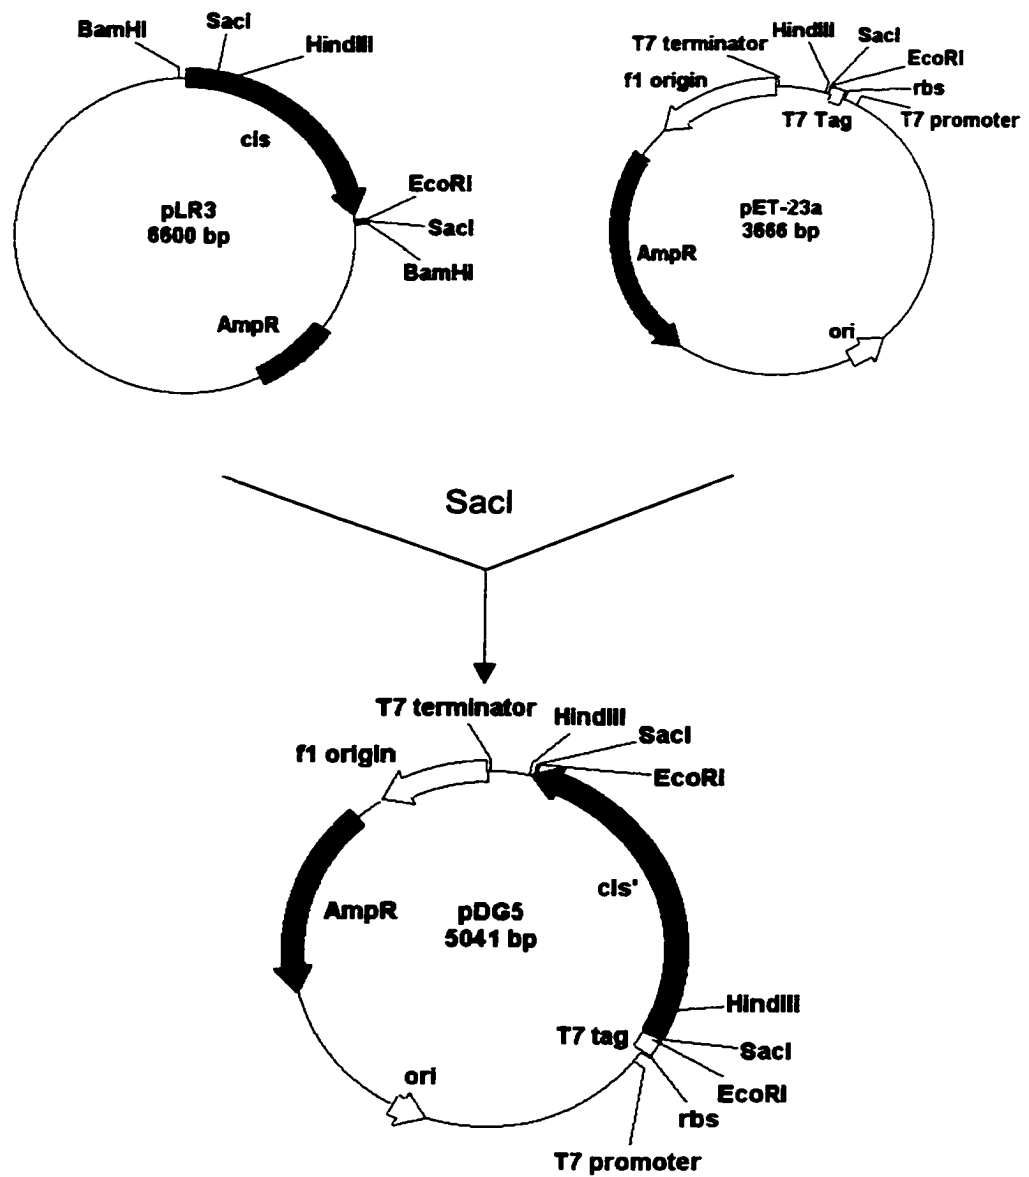 BamHI
SacI
HindIII
cls
pLR3
6600 bp
EcoRI
SacI
BamHI
AmpR
T7 terminator
HindIII
SacI
EcoRI
rbs
T7 promoter
f1 origin
T7 Tag
pET-23a
3666 bp
AmpR
ori
SacI
T7 terminator
HindIII
SacI
EcoRI
f1 origin
cls'
AmpR
pDG5
5041 bp
HindIII
T7 tag
SacI
EcoRI
rbs
ori
T7 promoter